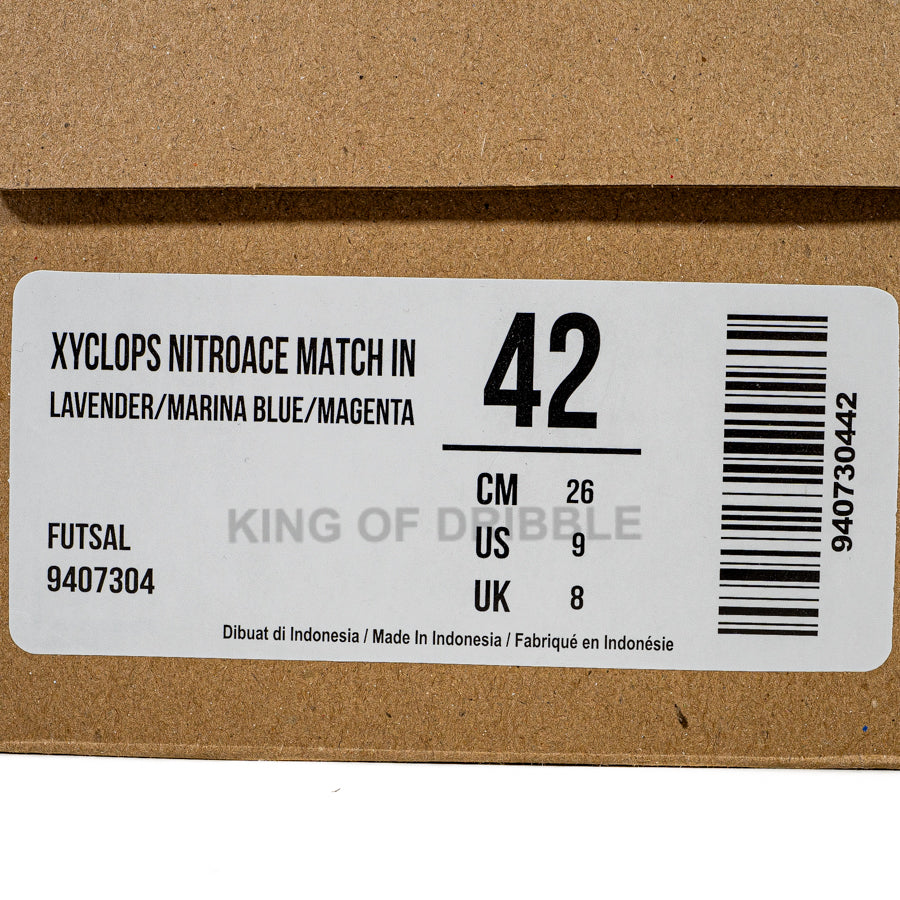 XYCLOPS NITROACE MATCH IN
LAVENDER/MARINA BLUE/MAGENTA
42
CM 26
US 9
UK 8
KING OF DRIBBLE
FUTSAL
9407304
Dibuat di Indonesia / Made In Indonesia / Fabriqué en Indonésie
940730442